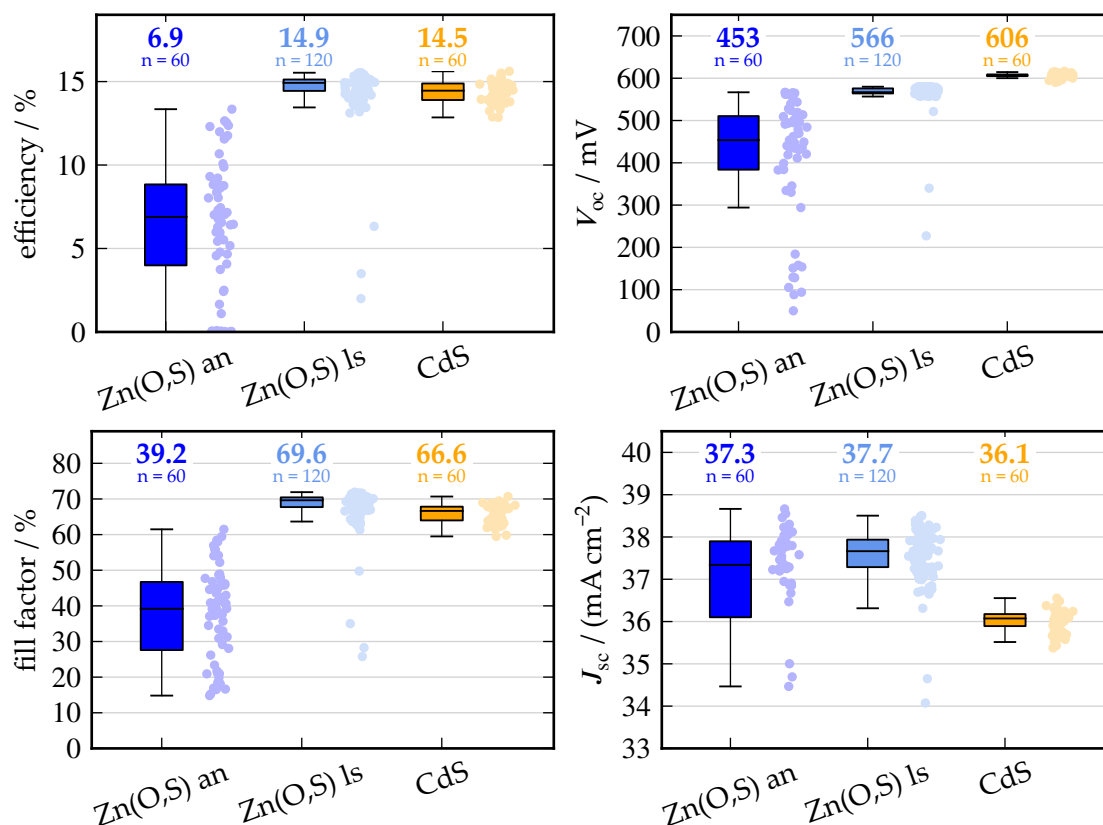 efficiency / %
15
10
5
0
6.9
n = 60
14.9
n = 120
14.5
n = 60
Zn(O,S) an
Zn(O,S) ls
CdS
Voc / mV
700
600
500
400
300
200
100
0
453
n = 60
566
n = 120
606
n = 60
Zn(O,S) an
Zn(O,S) ls
CdS
fill factor / %
80
70
60
50
40
30
20
10
0
39.2
n = 60
69.6
n = 120
66.6
n = 60
Zn(O,S) an
Zn(O,S) ls
CdS
Jsc / (mA cm⁻²)
40
39
38
37
36
35
34
33
37.3
n = 60
37.7
n = 120
36.1
n = 60
Zn(O,S) an
Zn(O,S) ls
CdS